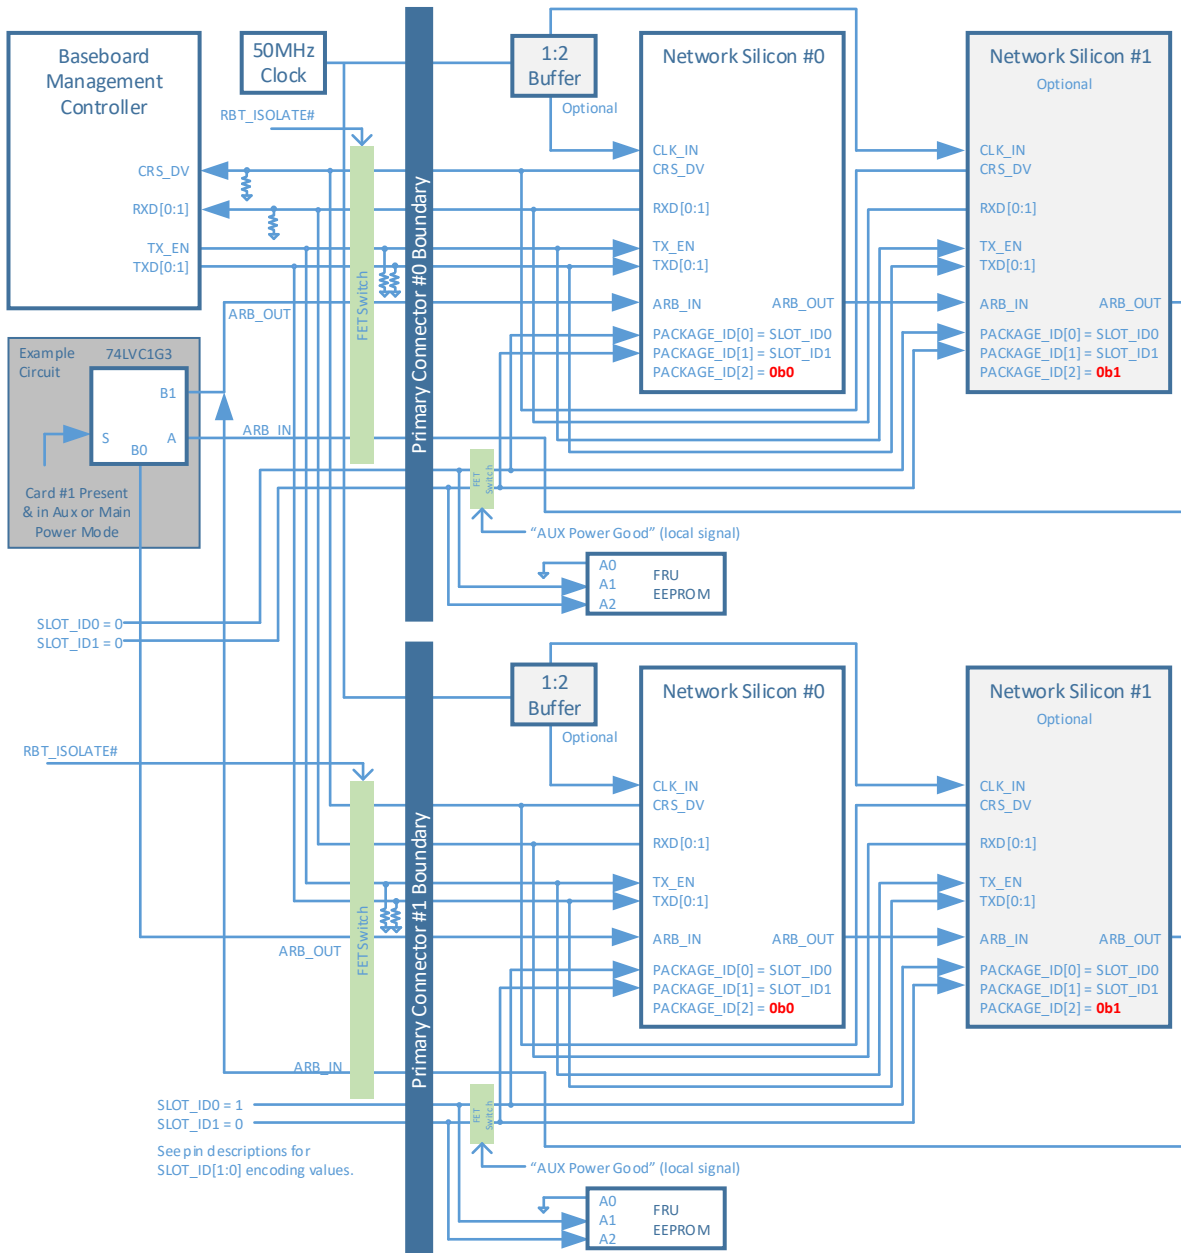 Baseboard
Management
Controller
CRS_DV
RXD[0:1]
TX_EN
TXD[0:1]
50MHz
Clock
RBT_ISOLATE#
FET Switch
ARB_OUT
ARB_IN
Example
Circuit
74LVC1G3
B1
S
A
B0
Card #1 Present
& in Aux or Main
Power Mode
SLOT_ID0 = 0
SLOT_ID1 = 0
Primary Connector #0 Boundary
1:2
Buffer
Optional
Network Silicon #0
CLK_IN
CRS_DV
RXD[0:1]
TX_EN
TXD[0:1]
ARB_IN
ARB_OUT
PACKAGE_ID[0] = SLOT_ID0
PACKAGE_ID[1] = SLOT_ID1
PACKAGE_ID[2] = 0b0
Network Silicon #1
Optional
CLK_IN
CRS_DV
RXD[0:1]
TX_EN
TXD[0:1]
ARB_IN
ARB_OUT
PACKAGE_ID[0] = SLOT_ID0
PACKAGE_ID[1] = SLOT_ID1
PACKAGE_ID[2] = 0b1
FET
Switch
“AUX Power Good” (local signal)
A0
A1
A2
FRU
EEPROM
RBT_ISOLATE#
FET Switch
ARB_OUT
ARB_IN
SLOT_ID0 = 1
SLOT_ID1 = 0
See pin descriptions for
SLOT_ID[1:0] encoding values.
Primary Connector #1 Boundary
1:2
Buffer
Optional
Network Silicon #0
CLK_IN
CRS_DV
RXD[0:1]
TX_EN
TXD[0:1]
ARB_IN
ARB_OUT
PACKAGE_ID[0] = SLOT_ID0
PACKAGE_ID[1] = SLOT_ID1
PACKAGE_ID[2] = 0b0
Network Silicon #1
Optional
CLK_IN
CRS_DV
RXD[0:1]
TX_EN
TXD[0:1]
ARB_IN
ARB_OUT
PACKAGE_ID[0] = SLOT_ID0
PACKAGE_ID[1] = SLOT_ID1
PACKAGE_ID[2] = 0b1
FET
Switch
“AUX Power Good” (local signal)
A0
A1
A2
FRU
EEPROM